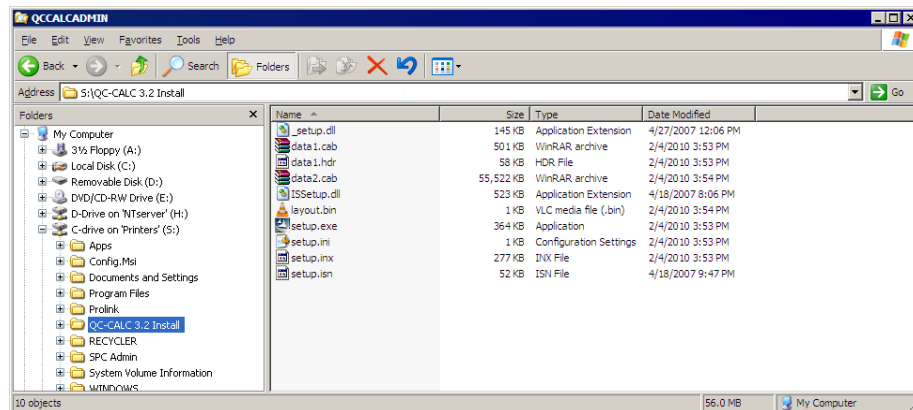 QCCALCADMIN
File Edit View Favorites Tools Help
Back Search Folders
Address S:\QC-CALC 3.2 Install Go
Folders x
My Computer
3½ Floppy (A:)
Local Disk (C:)
Removable Disk (D:)
DVD/CD-RW Drive (E:)
D-Drive on 'NTserver' (H:)
C-drive on 'Printers' (S:)
Apps
Config.Msi
Documents and Settings
Program Files
Prolink
QC-CALC 3.2 Install
RECYCLER
SPC Admin
System Volume Information
WINDOWS
Name Size Type Date Modified
_setup.dll 145 KB Application Extension 4/27/2007 12:06 PM
data1.cab 501 KB WinRAR archive 2/4/2010 3:53 PM
data1.hdr 58 KB HDR File 2/4/2010 3:53 PM
data2.cab 55,522 KB WinRAR archive 2/4/2010 3:54 PM
ISSetup.dll 523 KB Application Extension 4/18/2007 8:06 PM
layout.bin 1 KB VLC media file (.bin) 2/4/2010 3:54 PM
setup.exe 364 KB Application 2/4/2010 3:53 PM
setup.ini 1 KB Configuration Settings 2/4/2010 3:53 PM
setup.inx 277 KB INX File 2/4/2010 3:53 PM
setup.isn 52 KB ISN File 4/18/2007 9:47 PM
10 objects 56.0 MB My Computer